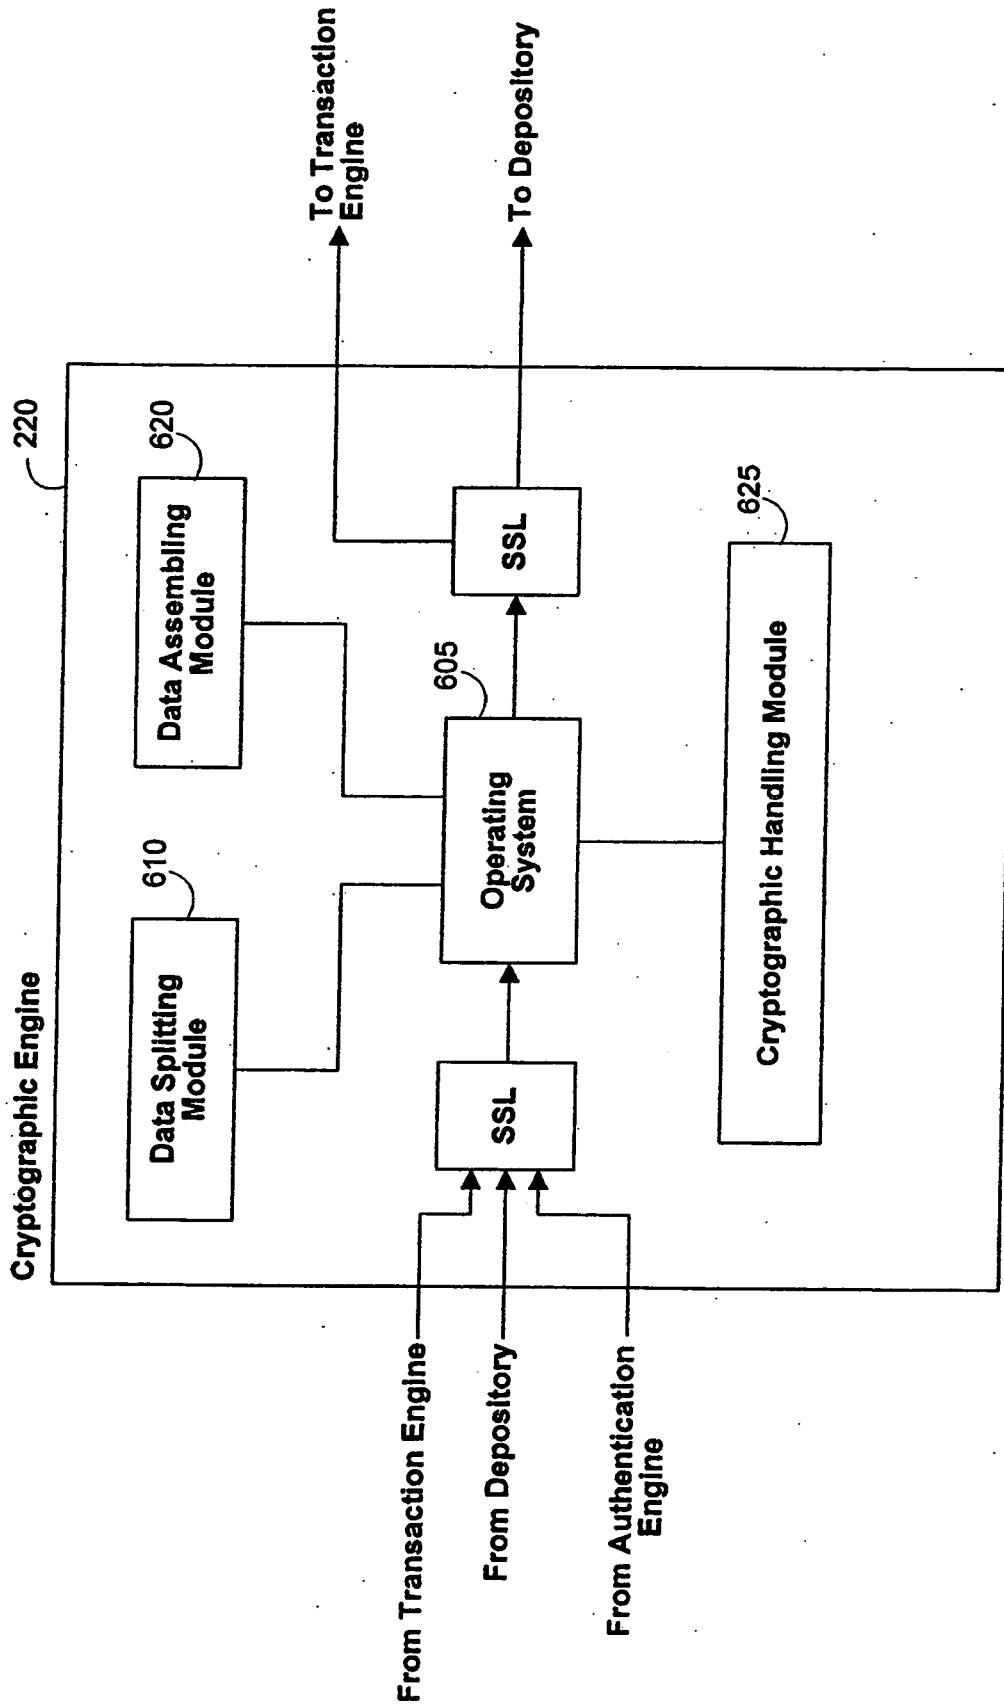 Cryptographic Engine
220
Data Splitting
Module
610
Data Assembling
Module
620
To Transaction
Engine
From Transaction Engine
From Depository
From Authentication
Engine
SSL
Operating
System
605
SSL
To Depository
Cryptographic Handling Module
625